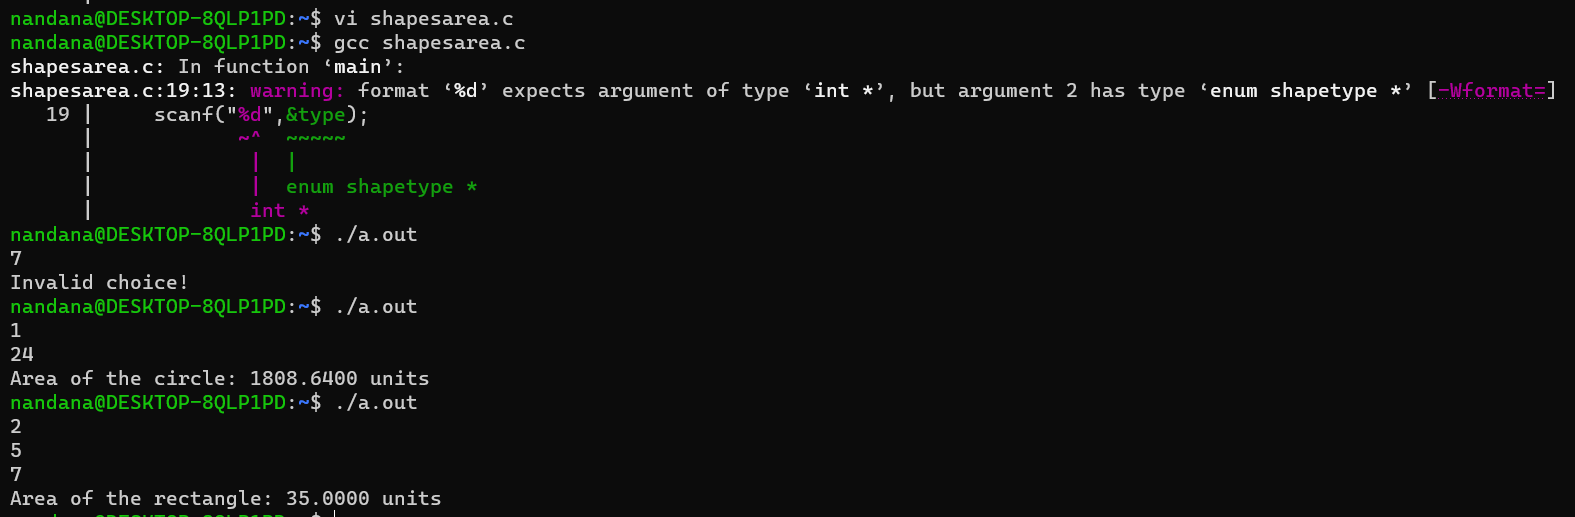 nandana@DESKTOP-8QLP1PD:~$ vi shapesarea.c
nandana@DESKTOP-8QLP1PD:~$ gcc shapesarea.c
shapesarea.c: In function ‘main’:
shapesarea.c:19:13: warning: format ‘%d’ expects argument of type ‘int *’, but argument 2 has type ‘enum shapetype *’ [-Wformat=]
   19 |     scanf("%d",&type);
      |            ~^  ~~~~~
      |             |  |
      |             |  enum shapetype *
      |             int *
nandana@DESKTOP-8QLP1PD:~$ ./a.out
7
Invalid choice!
nandana@DESKTOP-8QLP1PD:~$ ./a.out
1
24
Area of the circle: 1808.6400 units
nandana@DESKTOP-8QLP1PD:~$ ./a.out
2
5
7
Area of the rectangle: 35.0000 units